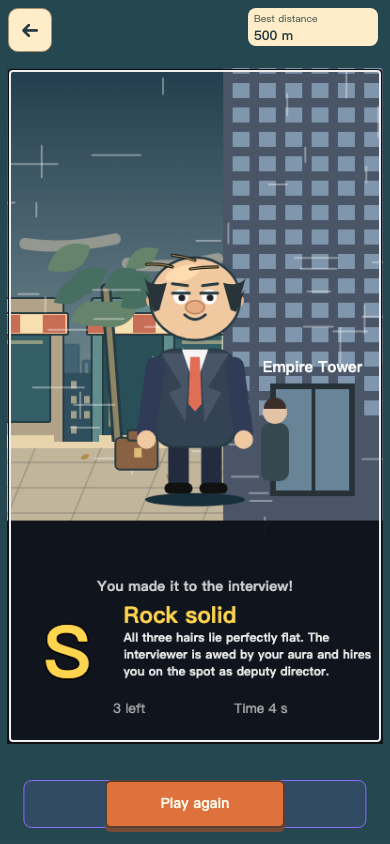 Best distance
500 m
Empire Tower
You made it to the interview!
S
Rock solid
All three hairs lie perfectly flat. The
interviewer is awed by your aura and hires
you on the spot as deputy director.
3 left
Time 4 s
Play again